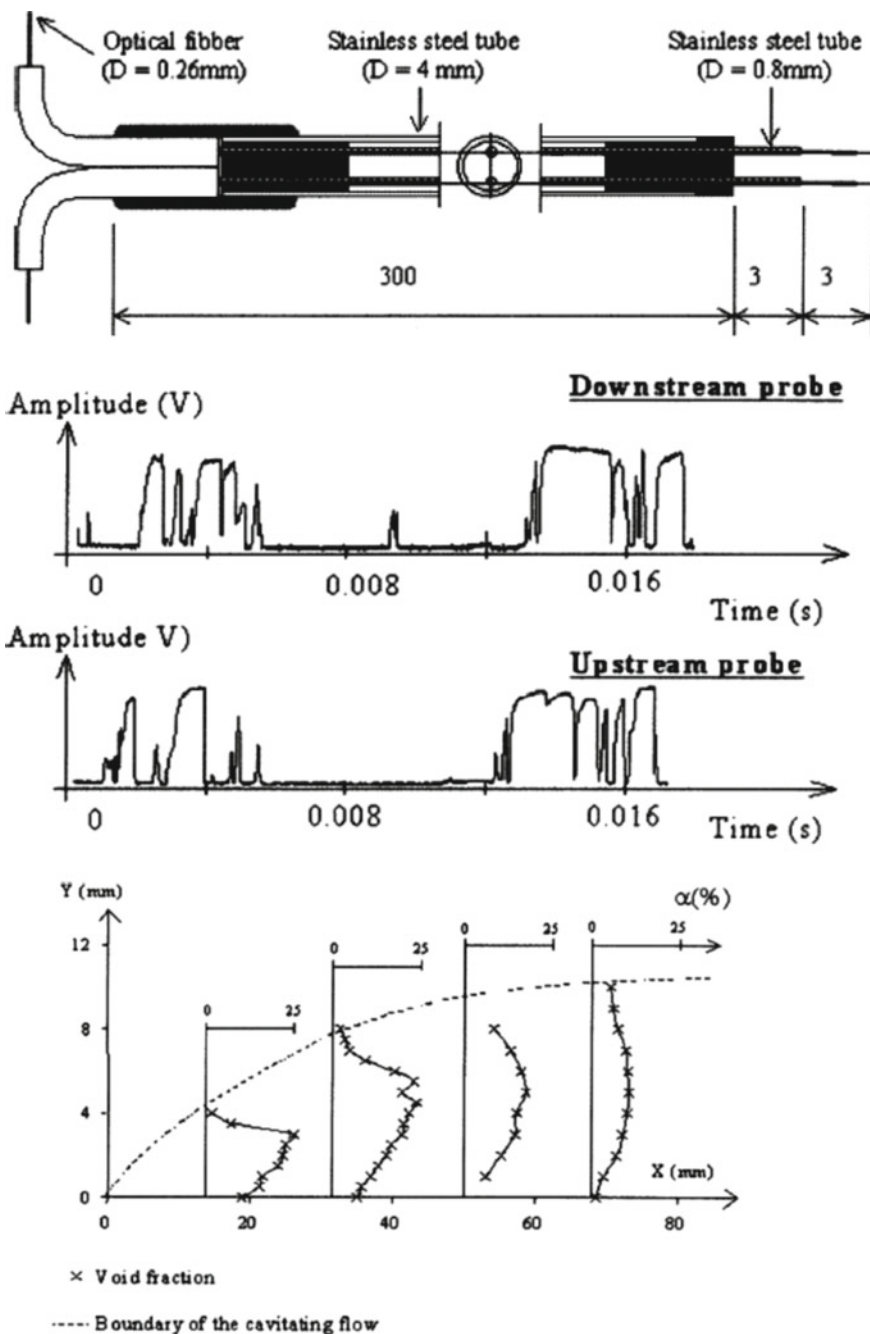 Optical fibber
(D = 0.26mm)
Stainless steel tube
(D = 4 mm)
Stainless steel tube
(D = 0.8mm)
300
3
3
Downstream probe
Amplitude (V)
0
0.008
0.016
Time (s)
Amplitude V)
Upstream probe
0
0.008
0.016
Time (s)
Y (mm)
α(%)
12
8
4
0
0 25
0 25
0 25
0 25
X (mm)
0
20
40
60
80
× Void fraction
----- Boundary of the cavitating flow